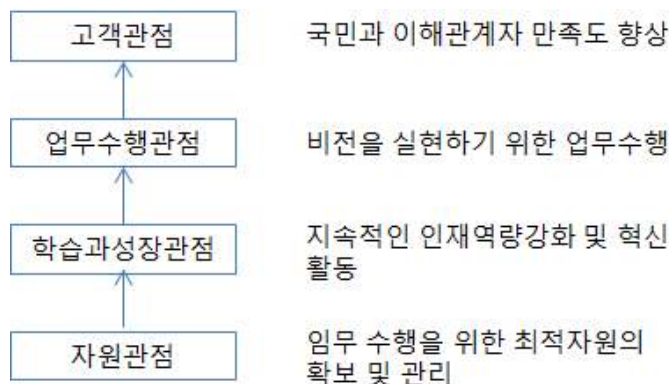 고객관점
국민과 이해관계자 만족도 향상
업무수행관점
비전을 실현하기 위한 업무수행
학습과성장관점
지속적인 인재역량강화 및 혁신
활동
자원관점
임무 수행을 위한 최적자원의
확보 및 관리